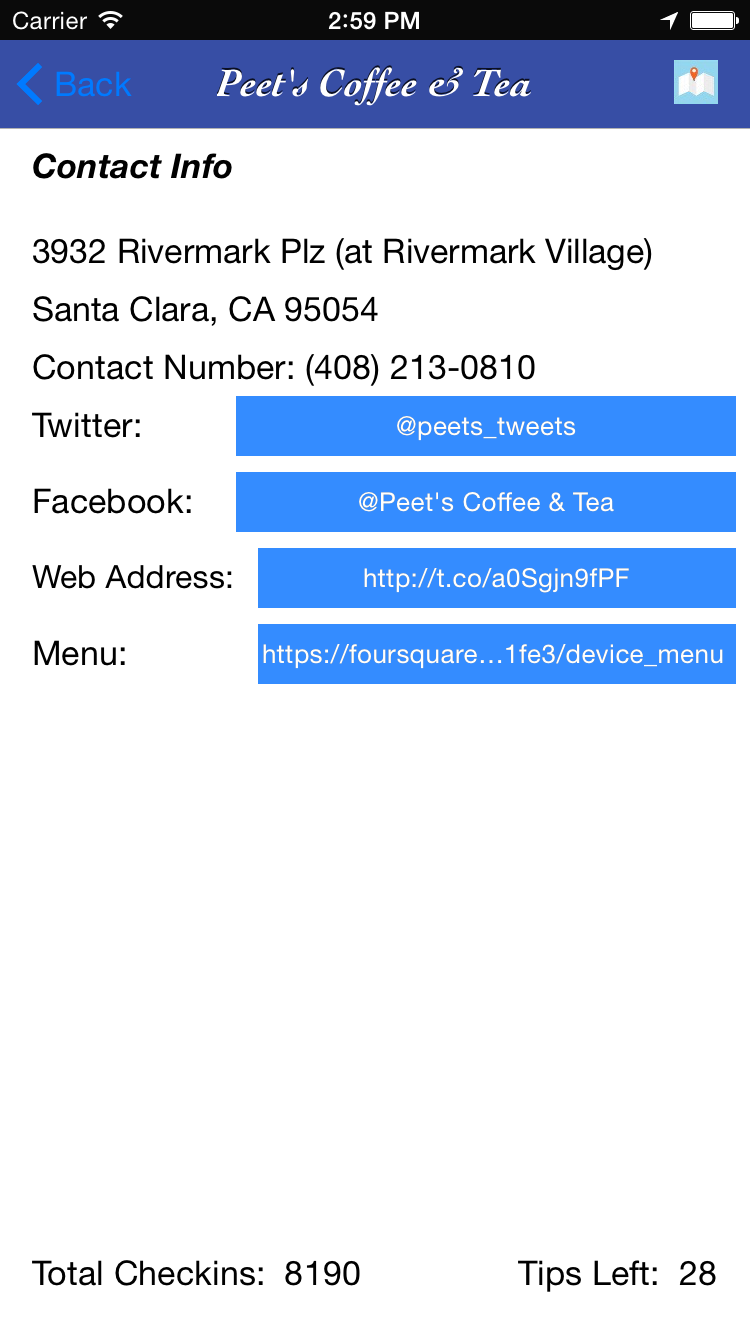 Carrier 2:59 PM
Back Peet's Coffee & Tea
Contact Info
3932 Rivermark Plz (at Rivermark Village)
Santa Clara, CA 95054
Contact Number: (408) 213-0810
Twitter: @peets_tweets
Facebook: @Peet's Coffee & Tea
Web Address: http://t.co/a0Sgjn9fPF
Menu: https://foursquare...1fe3/device_menu
Total Checkins: 8190 Tips Left: 28